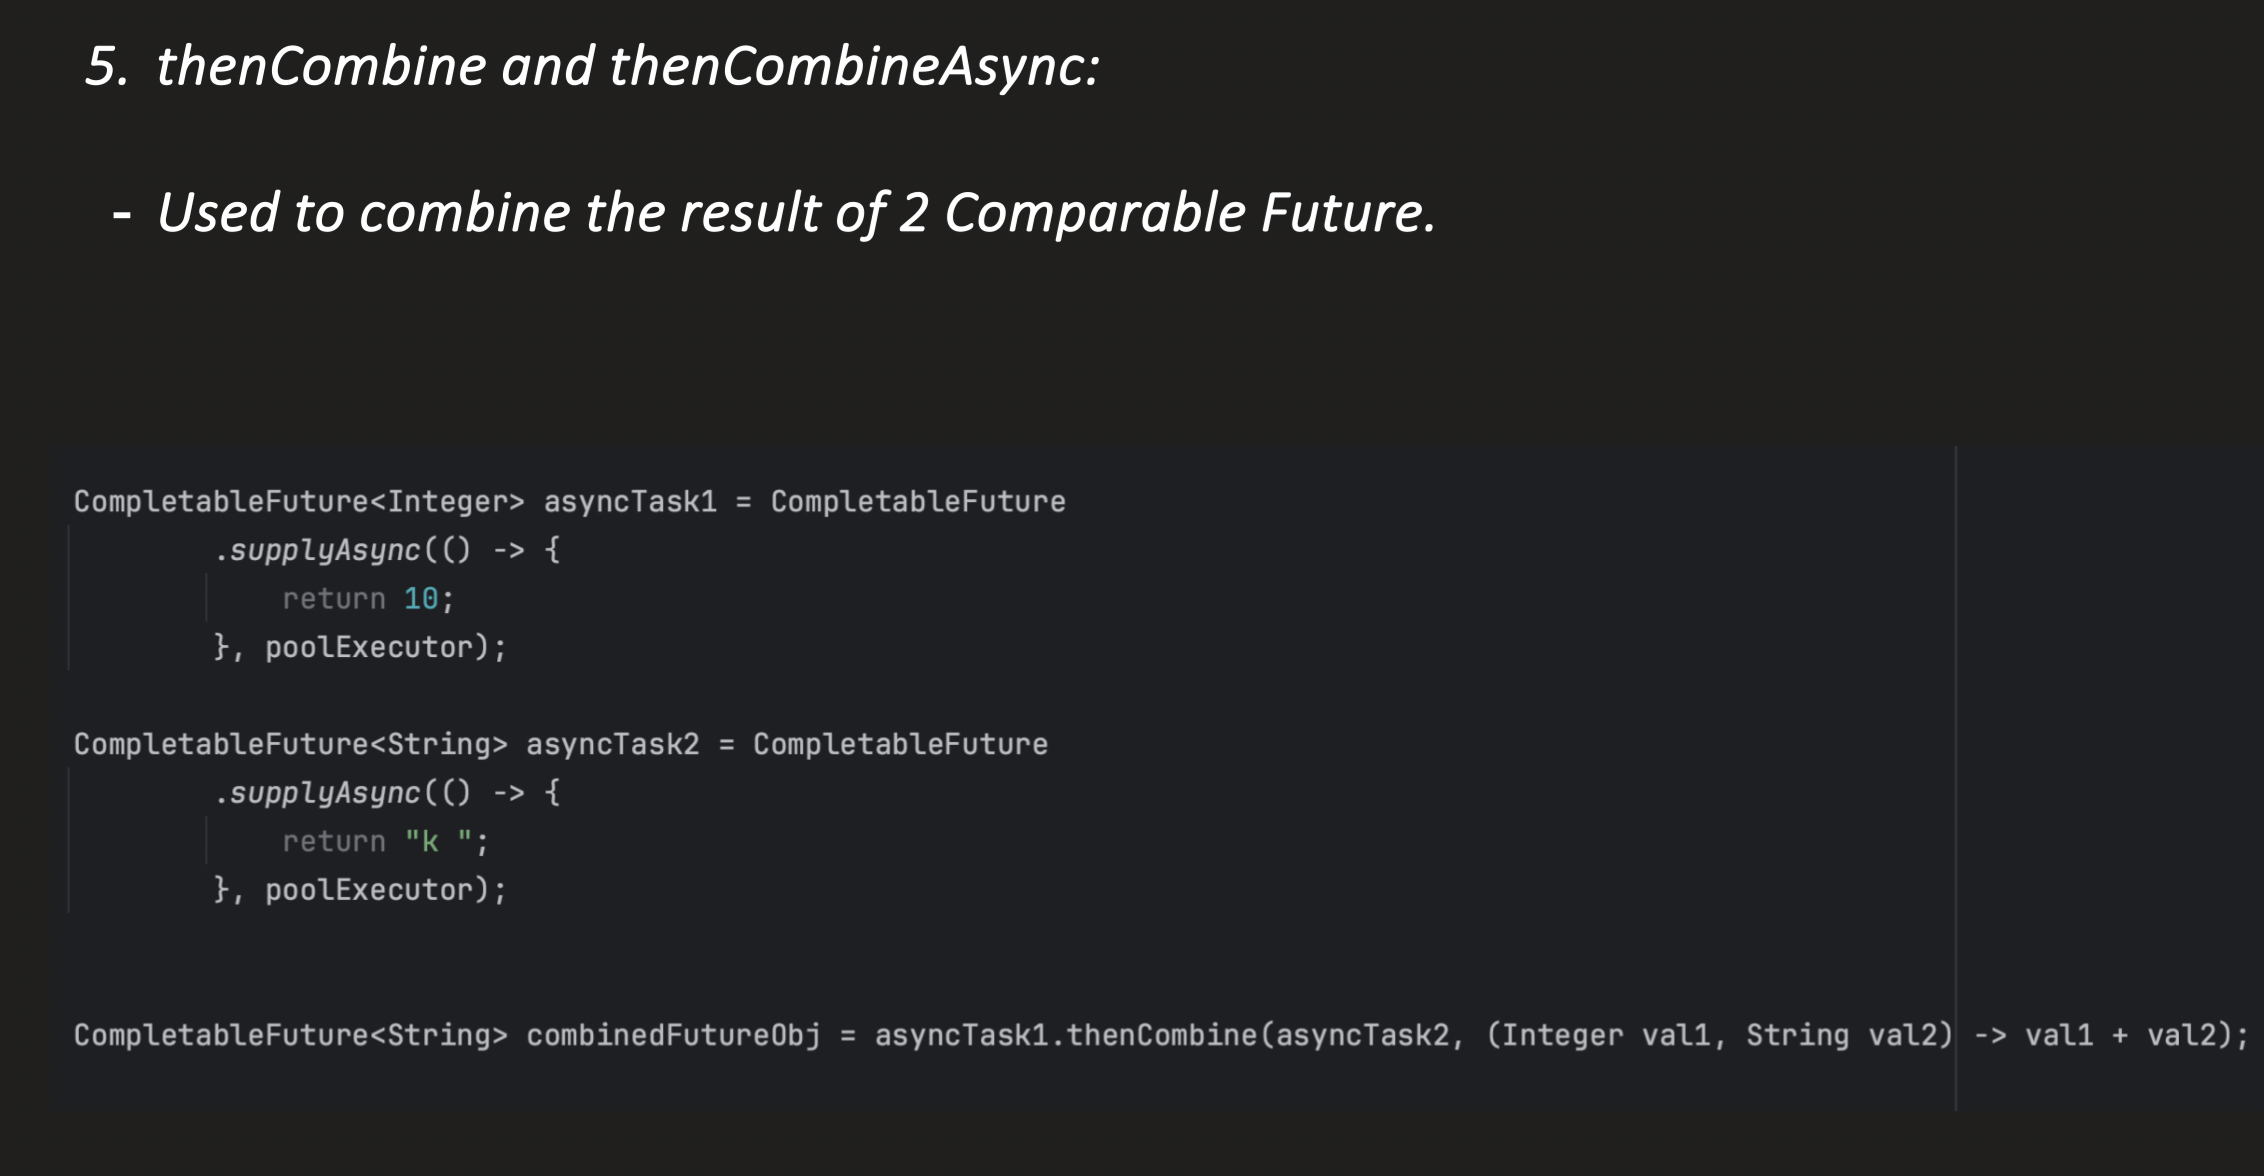 5. thenCombine and thenCombineAsync:
- Used to combine the result of 2 Comparable Future.
CompletableFuture<Integer> asyncTask1 = CompletableFuture
.supplyAsync(() -> {
return 10;
}, poolExecutor);
CompletableFuture<String> asyncTask2 = CompletableFuture
.supplyAsync(() -> {
return "k ";
}, poolExecutor);
CompletableFuture<String> combinedFutureObj = asyncTask1.thenCombine(asyncTask2, (Integer val1, String val2) -> val1 + val2);